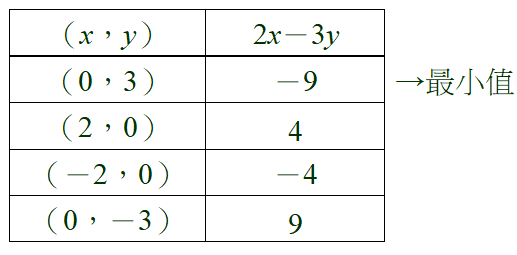 （x，y） 2x－3y
（0，3） －9 →最小值
（2，0） 4
（－2，0） －4
（0，－3） 9